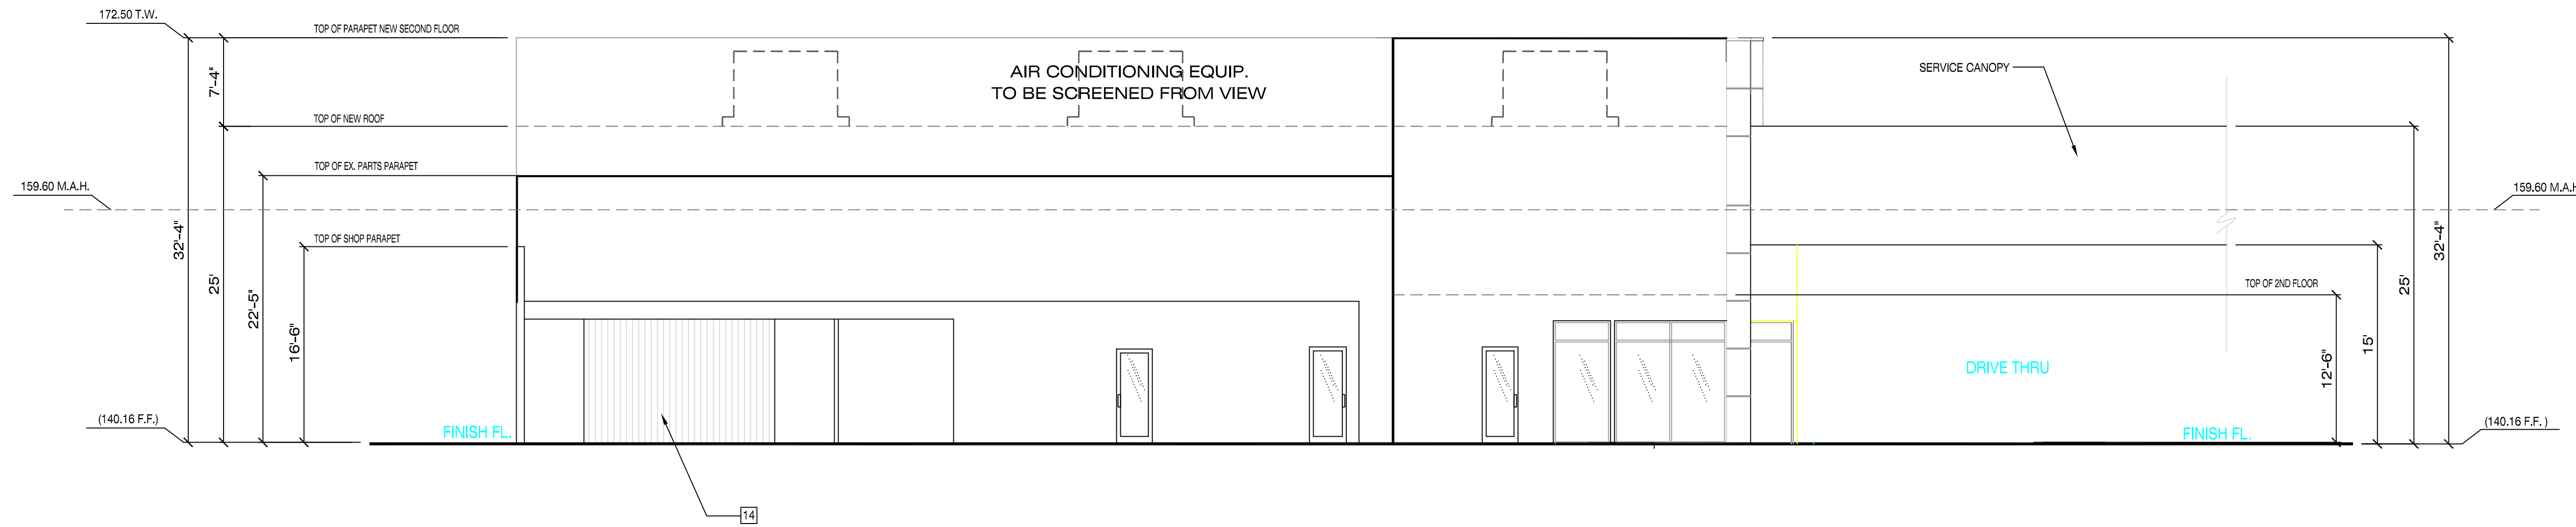 172.50 T.W.
TOP OF PARAPET NEW SECOND FLOOR
7'-4"
AIR CONDITIONING EQUIP.
TO BE SCREENED FROM VIEW
SERVICE CANOPY
TOP OF NEW ROOF
TOP OF EX. PARTS PARAPET
159.60 M.A.H.
159.60 M.A.H
32'-4"
TOP OF SHOP PARAPET
32'-4"
25'
22'-5"
16'-6"
TOP OF 2ND FLOOR
25'
15'
12'-6"
DRIVE THRU
(140.16 F.F.)
FINISH FL.
FINISH FL.
(140.16 F.F. )
14